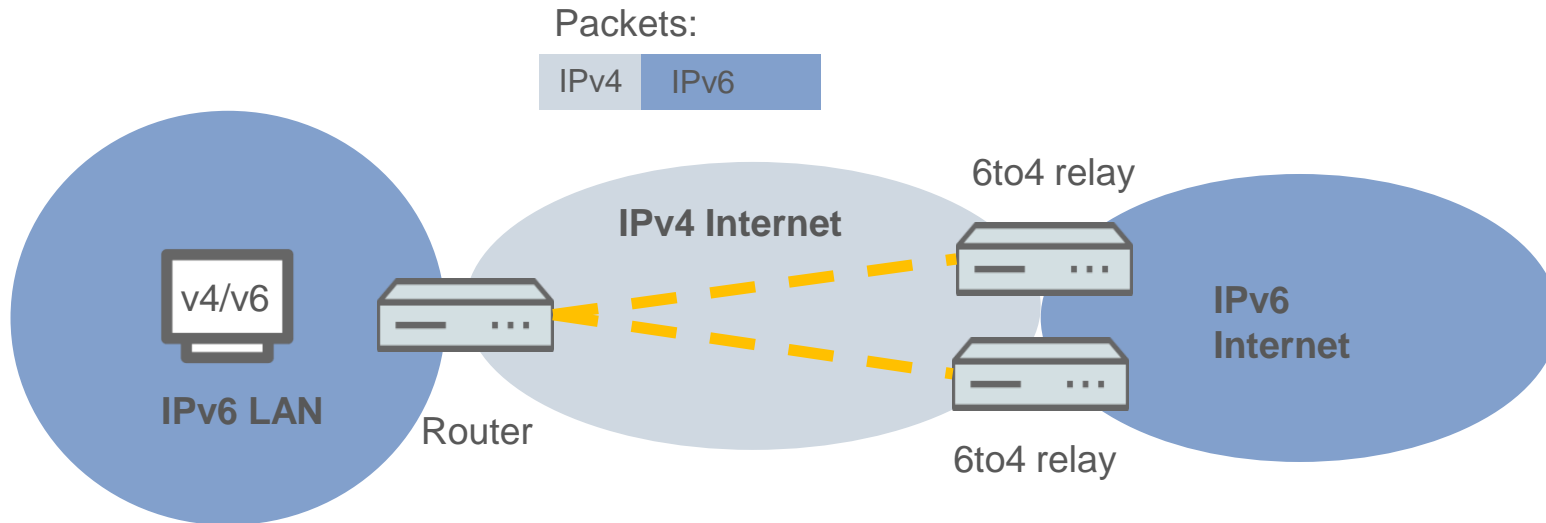 Packets:
IPv4 IPv6
6to4 relay
IPv4 Internet
v4/v6
IPv6
Internet
IPv6 LAN
Router
6to4 relay